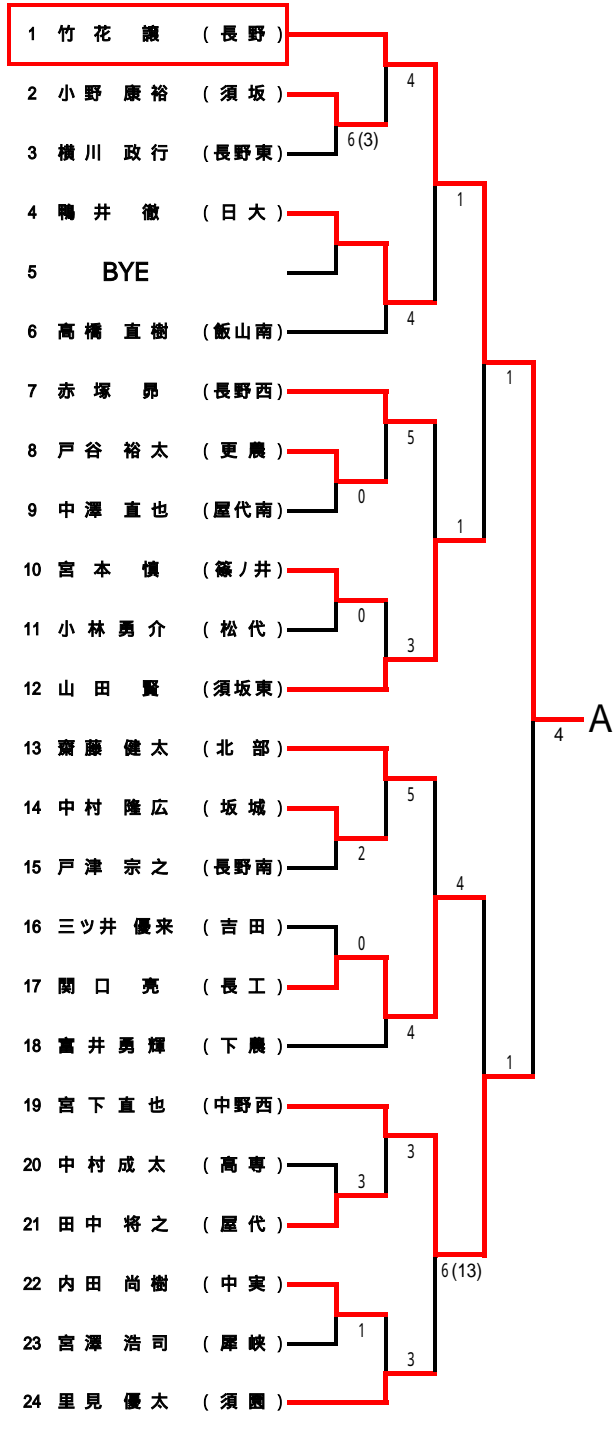 1 竹花 譲 (長野)
4
2 小野 康裕 (須坂)
6(3)
3 横川 政行 (長野東)
1
4 鴨井 徹 (日大)
5 BYE
4
6 高橋 直樹 (飯山南)
1
7 赤塚 昴 (長野西)
5
8 戸谷 裕太 (更農)
0
9 中澤 直也 (屋代南)
1
10 宮本 慎 (篠ノ井)
0
11 小林勇介 (松代)
3
12 山田 賢 (須坂東)
A
4
13 齋藤 健太 (北部)
5
14 中村 隆広 (坂城)
2
15 戸津 宗之 (長野南)
4
16 三ツ井 優来 (吉田)
0
17 関口 亮 (長工)
4
18 富井勇輝 (下農)
1
19 宮下直也 (中野西)
3
20 中村成太 (高専)
3
21 田中 将之 (屋代)
6(13)
22 内田 尚樹 (中実)
1
23 宮澤 浩司 (犀峡)
3
24 里見 優太 (須園)